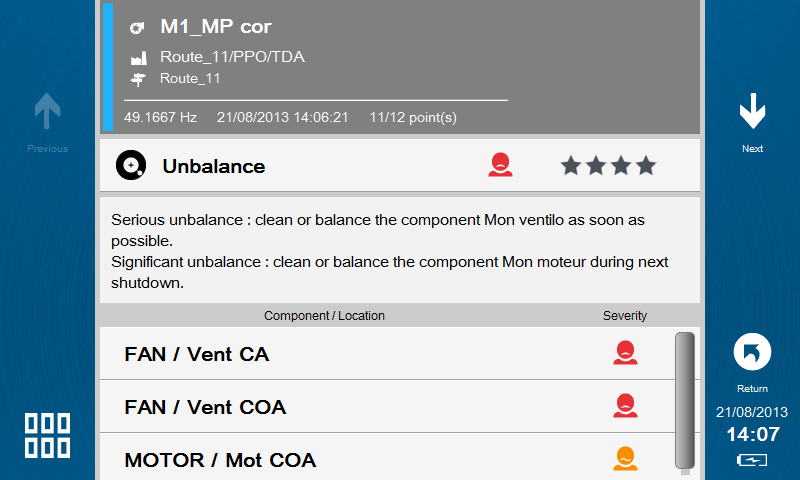 M1_MP cor
Route_11/PPO/TDA
Route_11
49.1667 Hz 21/08/2013 14:06:21 11/12 point(s)
Previous
Next
Unbalance
Serious unbalance : clean or balance the component Mon ventilo as soon as
possible.
Significant unbalance : clean or balance the component Mon moteur during next
shutdown.
Component / Location Severity
FAN / Vent CA
FAN / Vent COA
MOTOR / Mot COA
Return
21/08/2013
14:07